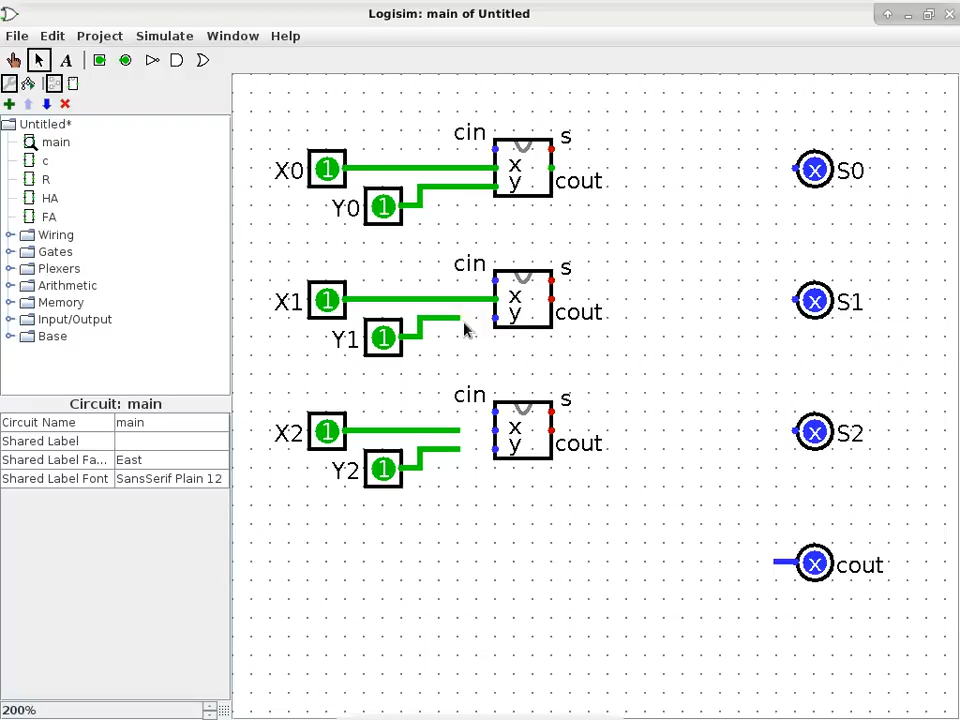 Logisim: main of Untitled
File Edit Project Simulate Window Help
A
Untitled*
main
c
R
HA
FA
Wiring
Gates
Plexers
Arithmetic
Memory
Input/Output
Base
Circuit: main
Circuit Name main
Shared Label
Shared Label Fa... East
Shared Label Font SansSerif Plain 12
200%
cin s
X0 1 x x S0
Y0 1 y cout
cin s
X1 1 x x S1
Y1 1 y cout
cin s
X2 1 x x S2
Y2 1 y cout
x cout